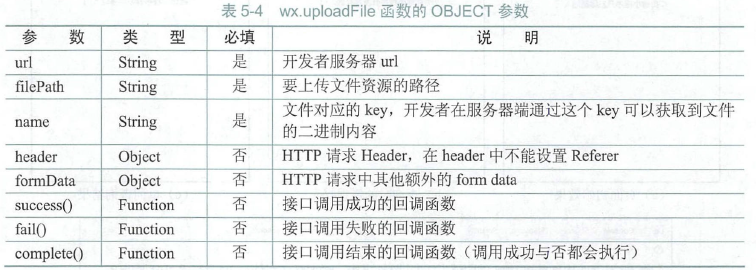 表 5-4 wx.uploadFile 函数的 OBJECT 参数
参 数 类 型 必填 说 明
url String 是 开发者服务器 url
filePath String 是 要上传文件资源的路径
name String 是 文件对应的 key，开发者在服务器端通过这个 key 可以获取到文件
的二进制内容
header Object 否 HTTP 请求 Header，在 header 中不能设置 Referer
formData Object 否 HTTP 请求中其他额外的 form data
success() Function 否 接口调用成功的回调函数
fail() Function 否 接口调用失败的回调函数
complete() Function 否 接口调用结束的回调函数（调用成功与否都会执行）